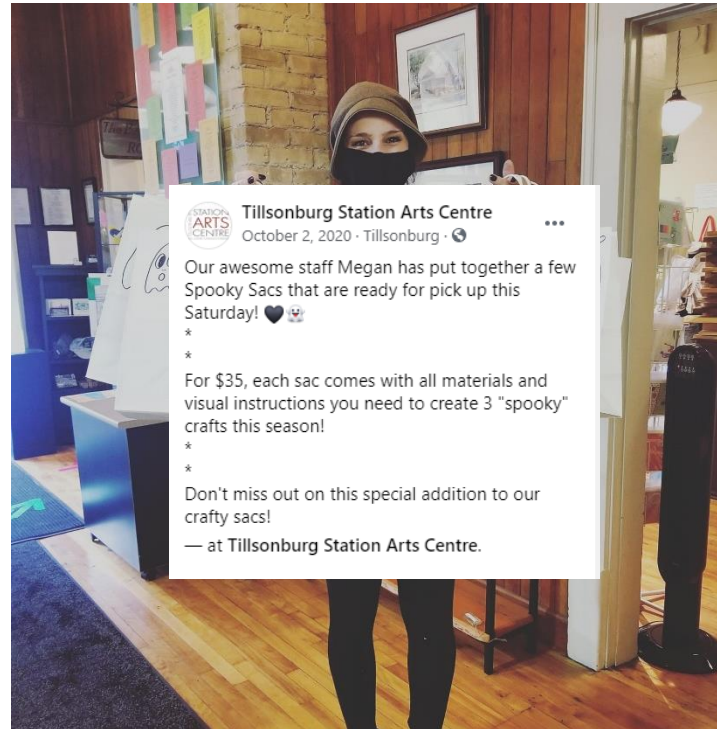 STATION
ARTS
CENTRE
Tillsonburg Station Arts Centre
October 2, 2020 · Tillsonburg ·
Our awesome staff Megan has put together a few
Spooky Sacs that are ready for pick up this
Saturday! 🖤👻
*
*
For $35, each sac comes with all materials and
visual instructions you need to create 3 "spooky"
crafts this season!
*
*
Don't miss out on this special addition to our
crafty sacs!
— at Tillsonburg Station Arts Centre.